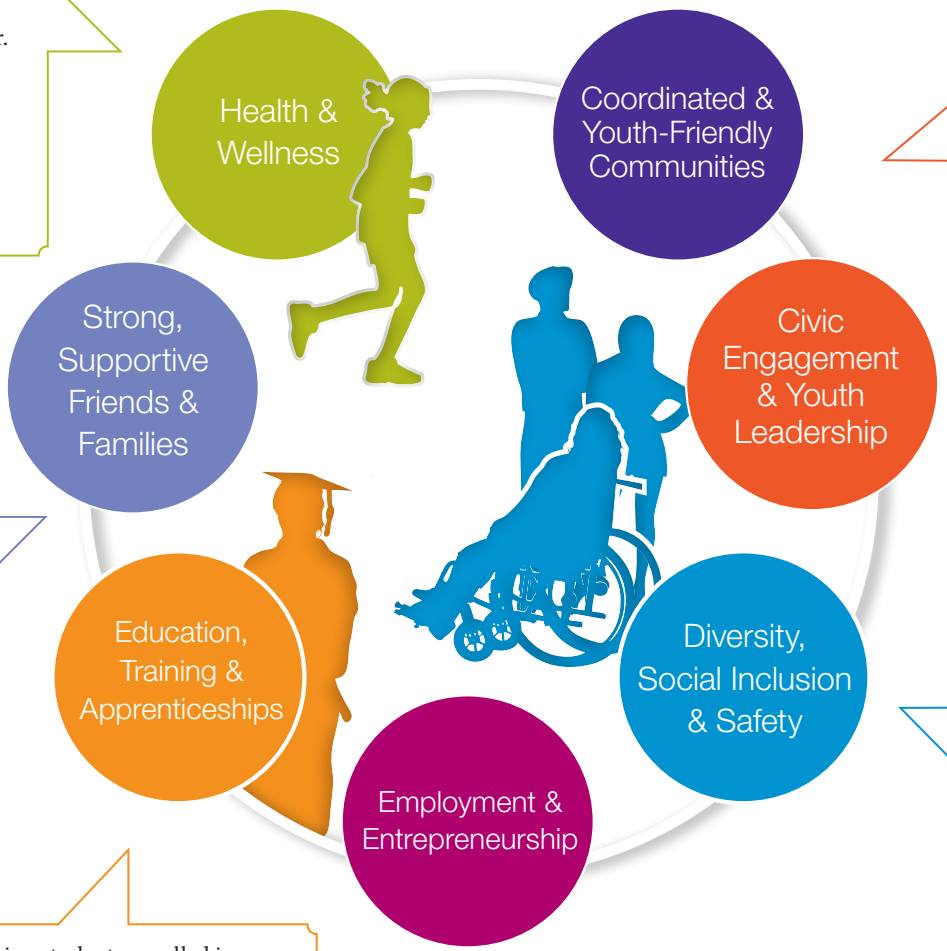 r.
Health &
Wellness
Coordinated &
Youth-Friendly
Communities
Strong,
Supportive
Friends &
Families
Civic
Engagement
& Youth
Leadership
Education,
Training &
Apprenticeships
Diversity,
Social Inclusion
& Safety
Employment &
Entrepreneurship